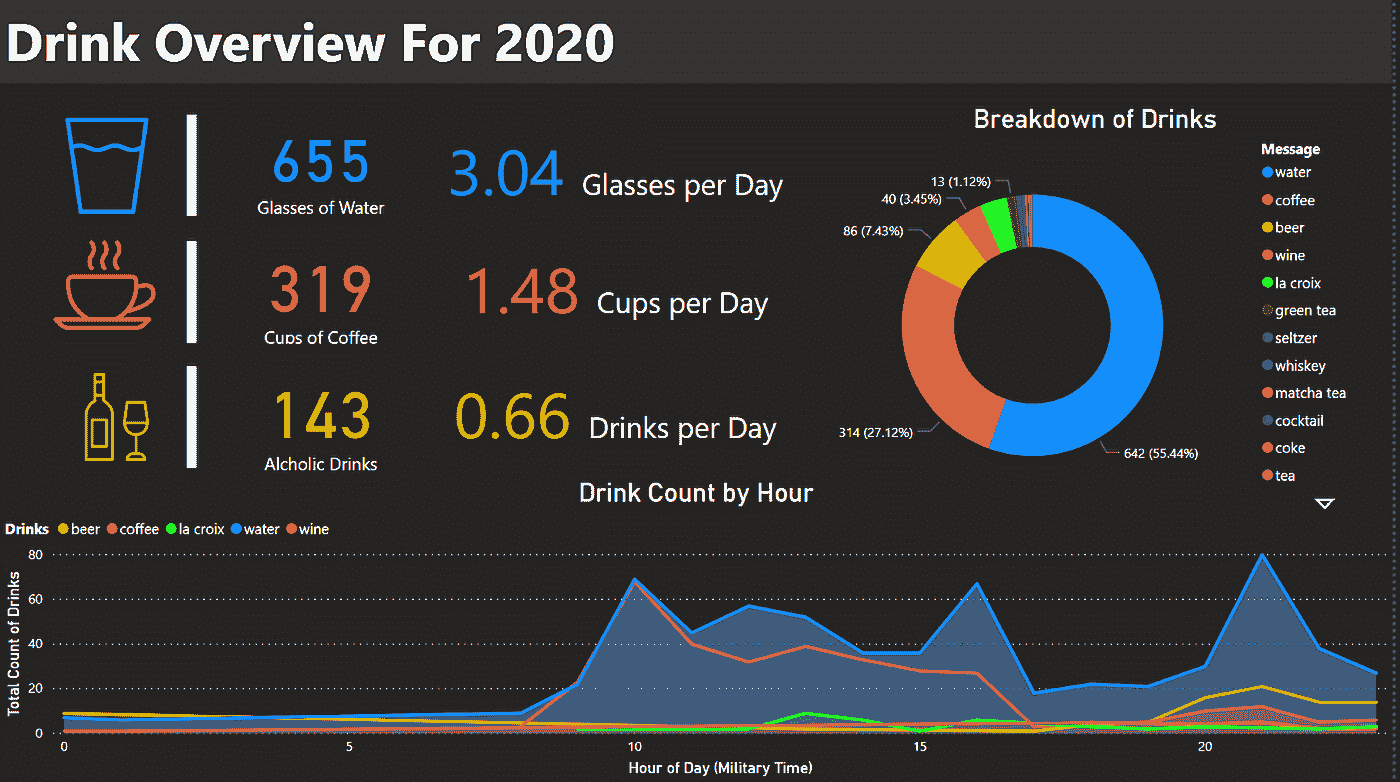 Drink Overview For 2020
655
Glasses of Water
3.04 Glasses per Day
319
Cups of Coffee
1.48 Cups per Day
143
Alcholic Drinks
0.66 Drinks per Day
Breakdown of Drinks
13 (1.12%)
40 (3.45%)
86 (7.43%)
314 (27.12%)
642 (55.44%)
Message
water
coffee
beer
wine
la croix
green tea
seltzer
whiskey
matcha tea
cocktail
coke
tea
Drink Count by Hour
Drinks beer coffee la croix water wine
Total Count of Drinks
80
60
40
20
0
0 5 10 15 20
Hour of Day (Military Time)